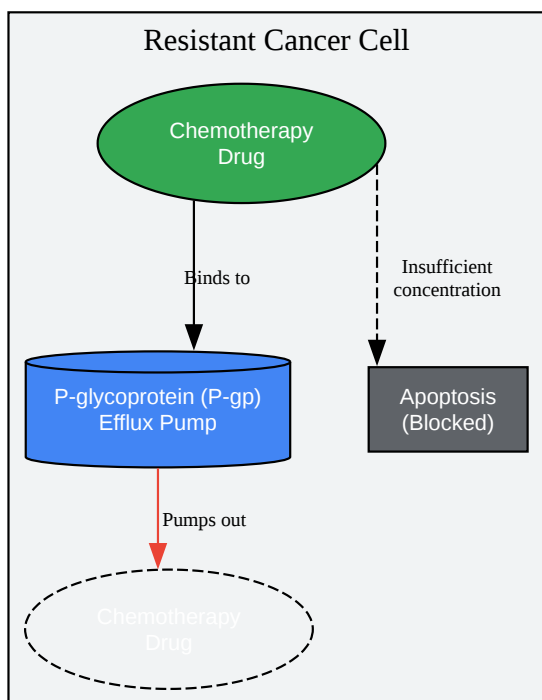 Resistant Cancer Cell
Chemotherapy
Drug
Binds to
Insufficient
concentration
P-glycoprotein (P-gp)
Efflux Pump
Apoptosis
(Blocked)
Pumps out
Chemotherapy
Drug